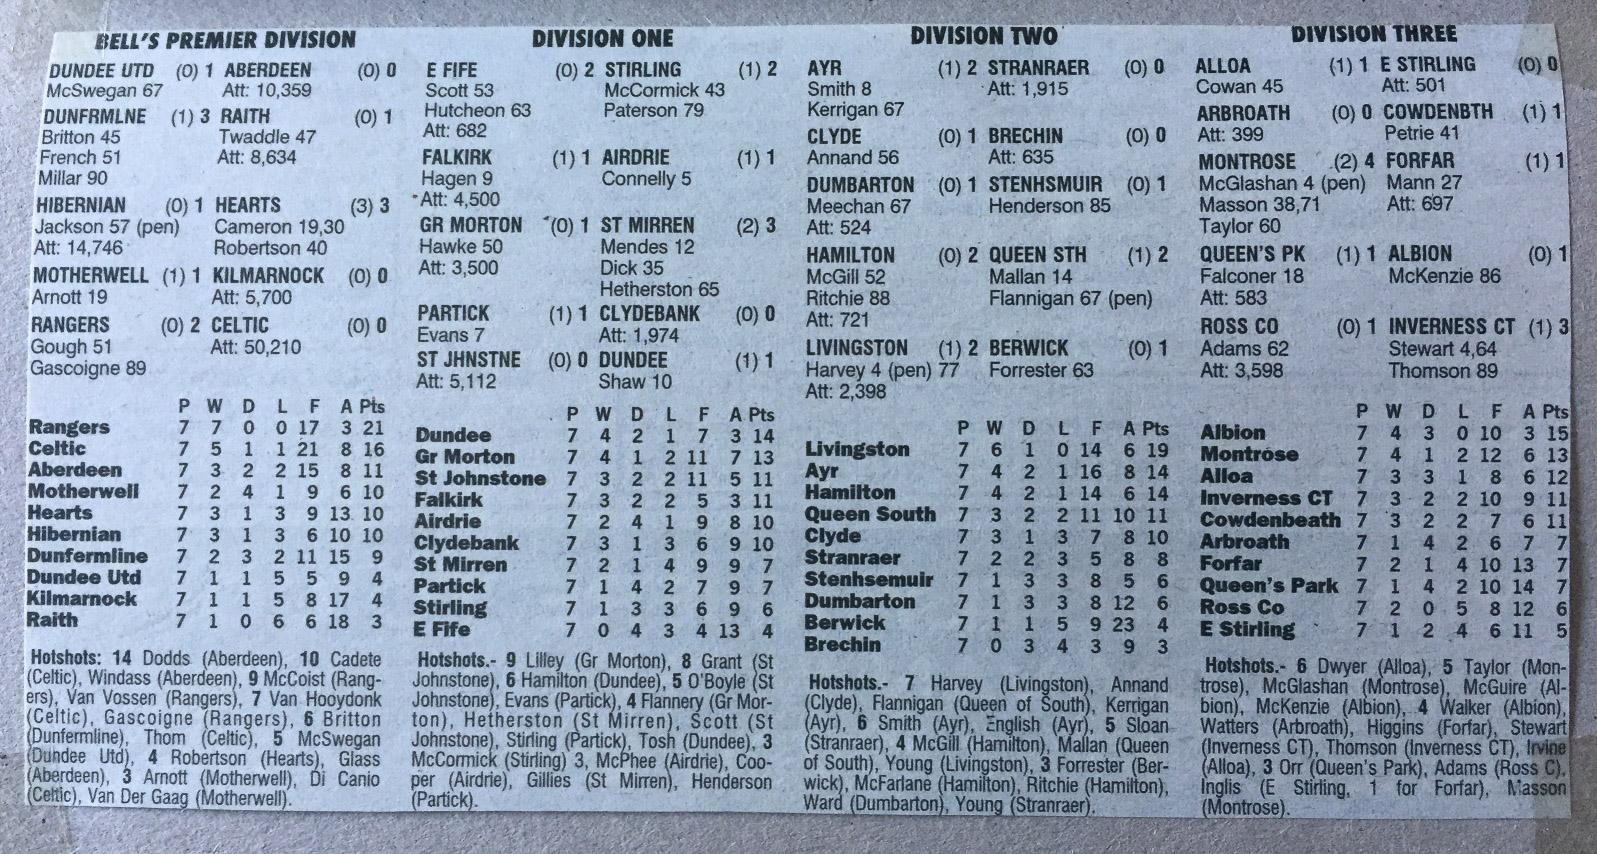 BELL'S PREMIER DIVISION
DUNDEE UTD (0) 1 ABERDEEN (0) 0
McSwegan 67 Att: 10,359
DUNFRMLNE (1) 3 RAITH (0) 1
Britton 45 Twaddle 47
French 51 Att: 8,634
Millar 90
HIBERNIAN (0) 1 HEARTS (3) 3
Jackson 57 (pen) Cameron 19,30
Att: 14,746 Robertson 40
MOTHERWELL (1) 1 KILMARNOCK (0) 0
Arnott 19 Att: 5,700
RANGERS (0) 2 CELTIC (0) 0
Gough 51 Att: 50,210
Gascoigne 89
P W D L F A Pts
Rangers 7 7 0 0 17 3 21
Celtic 7 5 1 1 21 8 16
Aberdeen 7 3 2 2 15 8 11
Motherwell 7 2 4 1 9 6 10
Hearts 7 3 1 3 9 13 10
Hibernian 7 3 1 3 6 10 10
Dunfermline 7 2 3 2 11 15 9
Dundee Utd 7 1 1 5 5 9 4
Kilmarnock 7 1 1 5 8 17 4
Raith 7 1 0 6 6 18 3
Hotshots: 14 Dodds (Aberdeen), 10 Cadete
(Celtic), Windass (Aberdeen), 9 McCoist (Rang-
ers), Van Vossen (Rangers), 7 Van Hooydonk
(Celtic), Gascoigne (Rangers), 6 Britton
(Dunfermline), Thom (Celtic), 5 McSwegan
(Dundee Utd), 4 Robertson (Hearts), Glass
(Aberdeen), 3 Arnott (Motherwell), Di Canio
(Celtic), Van Der Gaag (Motherwell).
DIVISION ONE
E FIFE (0) 2 STIRLING (1) 2
Scott 53 McCormick 43
Hutcheon 63 Paterson 79
Att: 682
FALKIRK (1) 1 AIRDRIE (1) 1
Hagen 9 Connelly 5
Att: 4,500
GR MORTON (0) 1 ST MIRREN (2) 3
Hawke 50 Mendes 12
Att: 3,500 Dick 35
Hetherston 65
PARTICK (1) 1 CLYDEBANK (0) 0
Evans 7 Att: 1,974
ST JHNSTNE (0) 0 DUNDEE (1) 1
Att: 5,112 Shaw 10
P W D L F A Pts
Dundee 7 4 2 1 7 3 14
Gr Morton 7 4 1 2 11 7 13
St Johnstone 7 3 2 2 11 5 11
Falkirk 7 3 2 2 5 3 11
Airdrie 7 2 4 1 9 8 10
Clydebank 7 3 1 3 6 9 10
St Mirren 7 2 1 4 9 9 7
Partick 7 1 4 2 7 9 7
Stirling 7 1 3 3 6 9 6
E Fife 7 0 4 3 4 13 4
Hotshots.- 9 Lilley (Gr Morton), 8 Grant (St
Johnstone), 6 Hamilton (Dundee), 5 O'Boyle (St
Johnstone), Evans (Partick), 4 Flannery (Gr Mor-
ton), Hetherston (St Mirren), Scott (St
Johnstone), Stirling (Partick), Tosh (Dundee), 3
McCormick (Stirling) 3, McPhee (Airdrie), Coo-
per (Airdrie), Gillies (St Mirren), Henderson
(Partick).
DIVISION TWO
AYR (1) 2 STRANRAER (0) 0
Smith 8 Att: 1,915
Kerrigan 67
CLYDE (0) 1 BRECHIN (0) 0
Annand 56 Att: 635
DUMBARTON (0) 1 STENHSMUIR (0) 1
Meechan 67 Henderson 85
Att: 524
HAMILTON (0) 2 QUEEN STH (1) 2
McGill 52 Mallan 14
Ritchie 88 Flannigan 67 (pen)
Att: 721
LIVINGSTON (1) 2 BERWICK (0) 1
Harvey 4 (pen) 77 Forrester 63
Att: 2,398
P W D L F A Pts
Livingston 7 6 1 0 14 6 19
Ayr 7 4 2 1 16 8 14
Hamilton 7 4 2 1 14 6 14
Queen South 7 3 2 2 11 10 11
Clyde 7 3 1 3 7 8 10
Stranraer 7 2 2 3 5 8 8
Stenhsemuir 7 1 3 3 8 5 6
Dumbarton 7 1 3 3 8 12 6
Berwick 7 1 1 5 9 23 4
Brechin 7 0 3 4 3 9 3
Hotshots.- 7 Harvey (Livingston), Annand
(Clyde), Flannigan (Queen of South), Kerrigan
(Ayr), 6 Smith (Ayr), English (Ayr), 5 Sloan
(Stranraer), 4 McGill (Hamilton), Mallan (Queen
of South), Young (Livingston), 3 Forrester (Ber-
wick), McFarlane (Hamilton), Ritchie (Hamilton),
Ward (Dumbarton), Young (Stranraer).
DIVISION THREE
ALLOA (1) 1 E STIRLING (0) 0
Cowan 45 Att: 501
ARBROATH (0) 0 COWDENBTH (1) 1
Att: 399 Petrie 41
MONTROSE (2) 4 FORFAR (1) 1
McGlashan 4 (pen) Mann 27
Masson 38,71 Att: 697
Taylor 60
QUEEN'S PK (1) 1 ALBION (0) 1
Falconer 18 McKenzie 86
Att: 583
ROSS CO (0) 1 INVERNESS CT (1) 3
Adams 62 Stewart 4,64
Att: 3,598 Thomson 89
P W D L F A Pts
Albion 7 4 3 0 10 3 15
Montrose 7 4 1 2 12 6 13
Alloa 7 3 3 1 8 6 12
Inverness CT 7 3 2 2 10 9 11
Cowdenbeath 7 3 2 2 7 6 11
Arbroath 7 1 4 2 6 7 7
Forfar 7 2 1 4 10 13 7
Queen's Park 7 1 4 2 10 14 7
Ross Co 7 2 0 5 8 12 6
E Stirling 7 1 2 4 6 11 5
Hotshots.- 6 Dwyer (Alloa), 5 Taylor (Mon-
trose), McGlashan (Montrose), McGuire (Al-
bion), McKenzie (Albion), 4 Walker (Albion),
Watters (Arbroath), Higgins (Forfar), Stewart
(Inverness CT), Thomson (Inverness CT), Irvine
(Alloa), 3 Orr (Queen's Park), Adams (Ross C),
Inglis (E Stirling, 1 for Forfar), Masson
(Montrose).